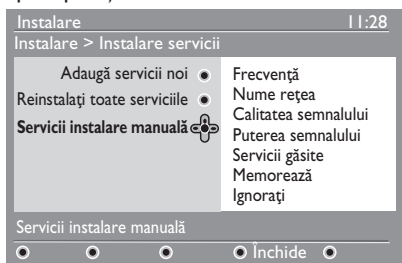 Instalare 11:28
Instalare > Instalare servicii
Adaugă servicii noi
Reinstalaţi toate serviciile
Servicii instalare manuală
Frecvenţă
Nume reţea
Calitatea semnalului
Puterea semnalului
Servicii găsite
Memorează
Ignoraţi
Servicii instalare manuală
Închide